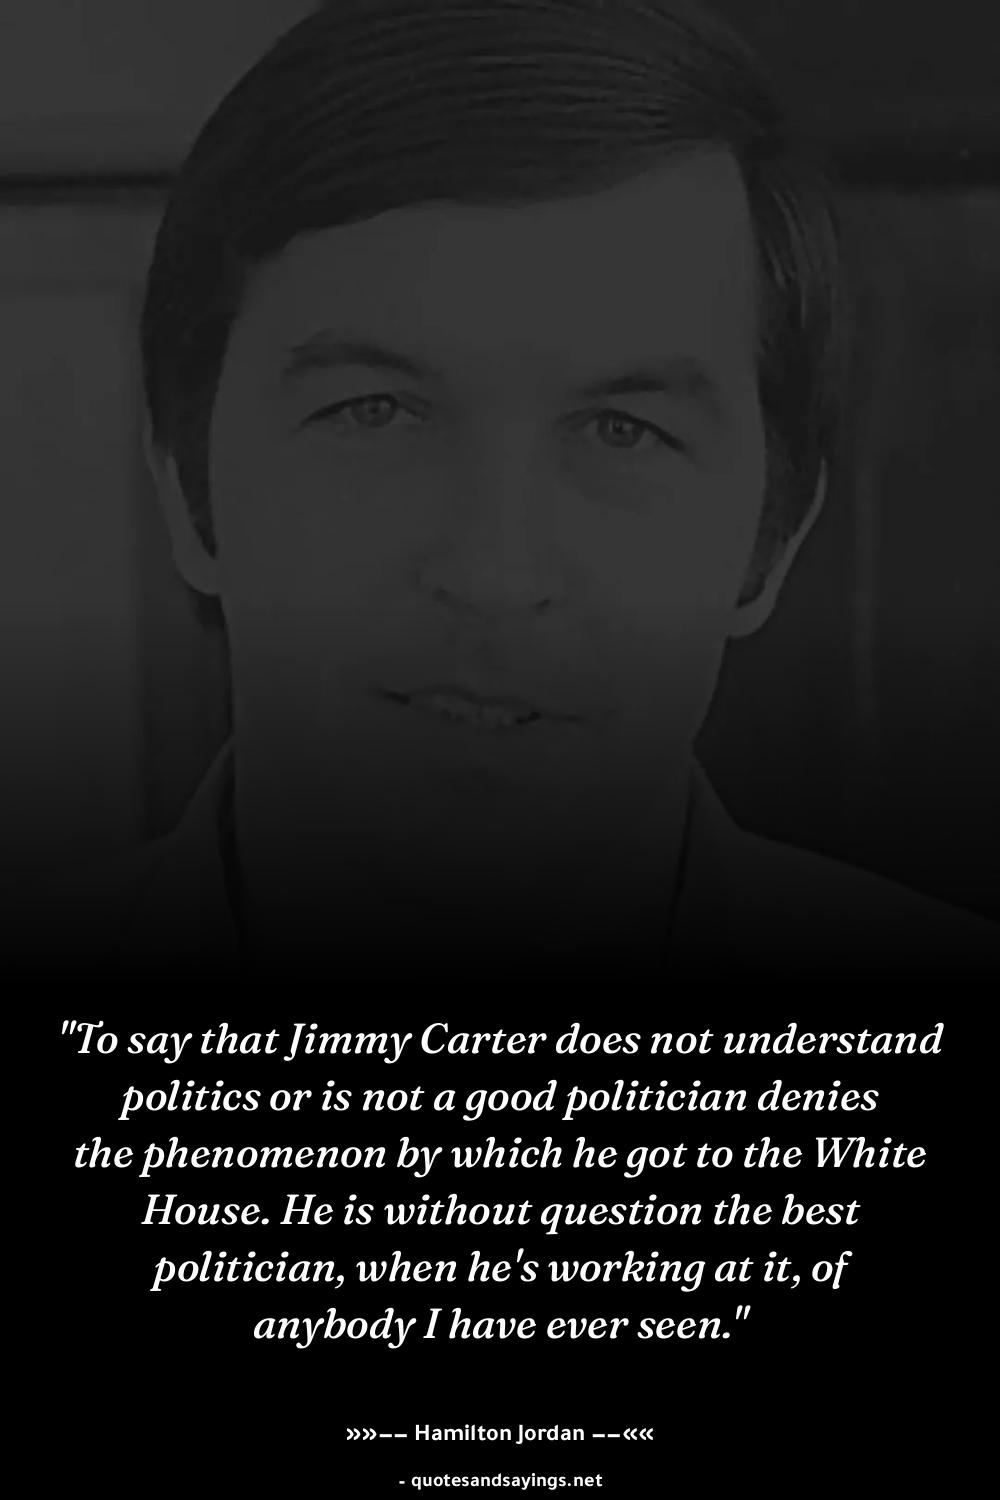 "To say that Jimmy Carter does not understand
politics or is not a good politician denies
the phenomenon by which he got to the White
House. He is without question the best
politician, when he's working at it, of
anybody I have ever seen."
»»−− Hamilton Jordan −−««
- quotesandsayings.net